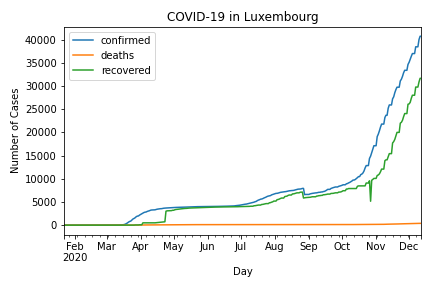 COVID-19 in Luxembourg
confirmed
deaths
recovered
Number of Cases
40000
35000
30000
25000
20000
15000
10000
5000
0
Feb Mar Apr May Jun Jul Aug Sep Oct Nov Dec
2020
Day